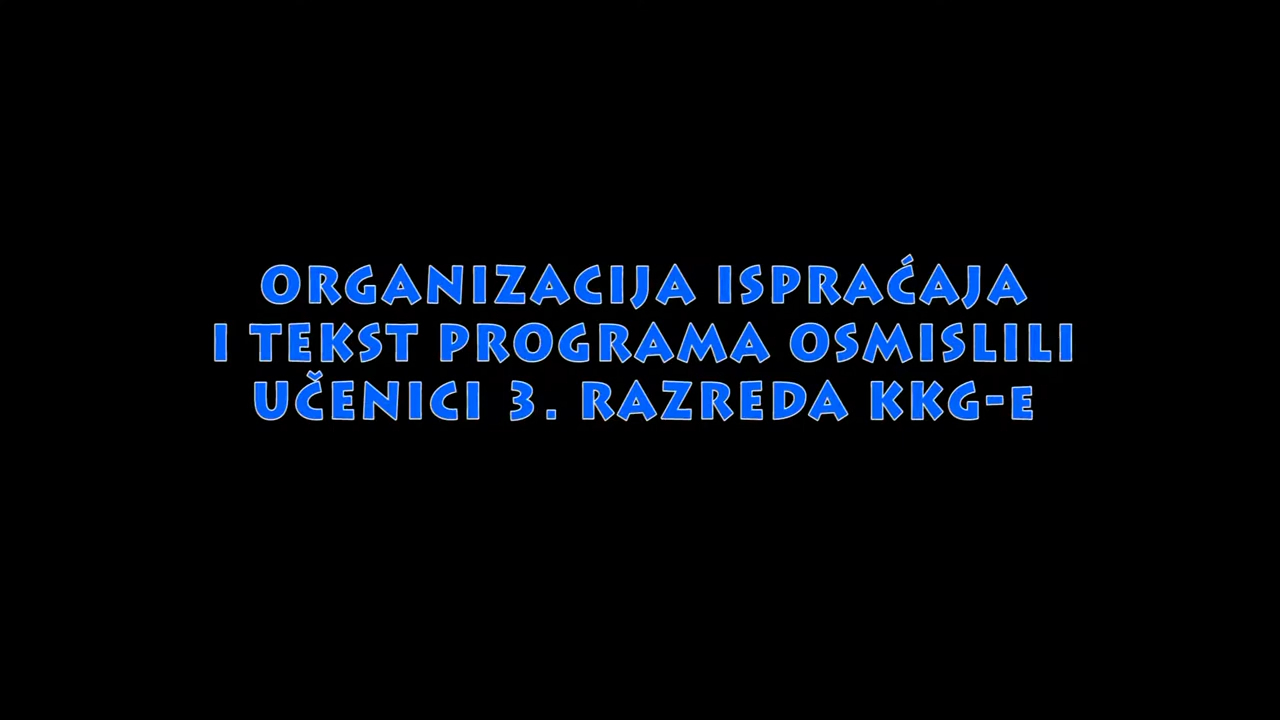 ORGANIZACIJA ISPRAĆAJA
I TEKST PROGRAMA OSMISLILI
UČENICI 3. RAZREDA KKG-e